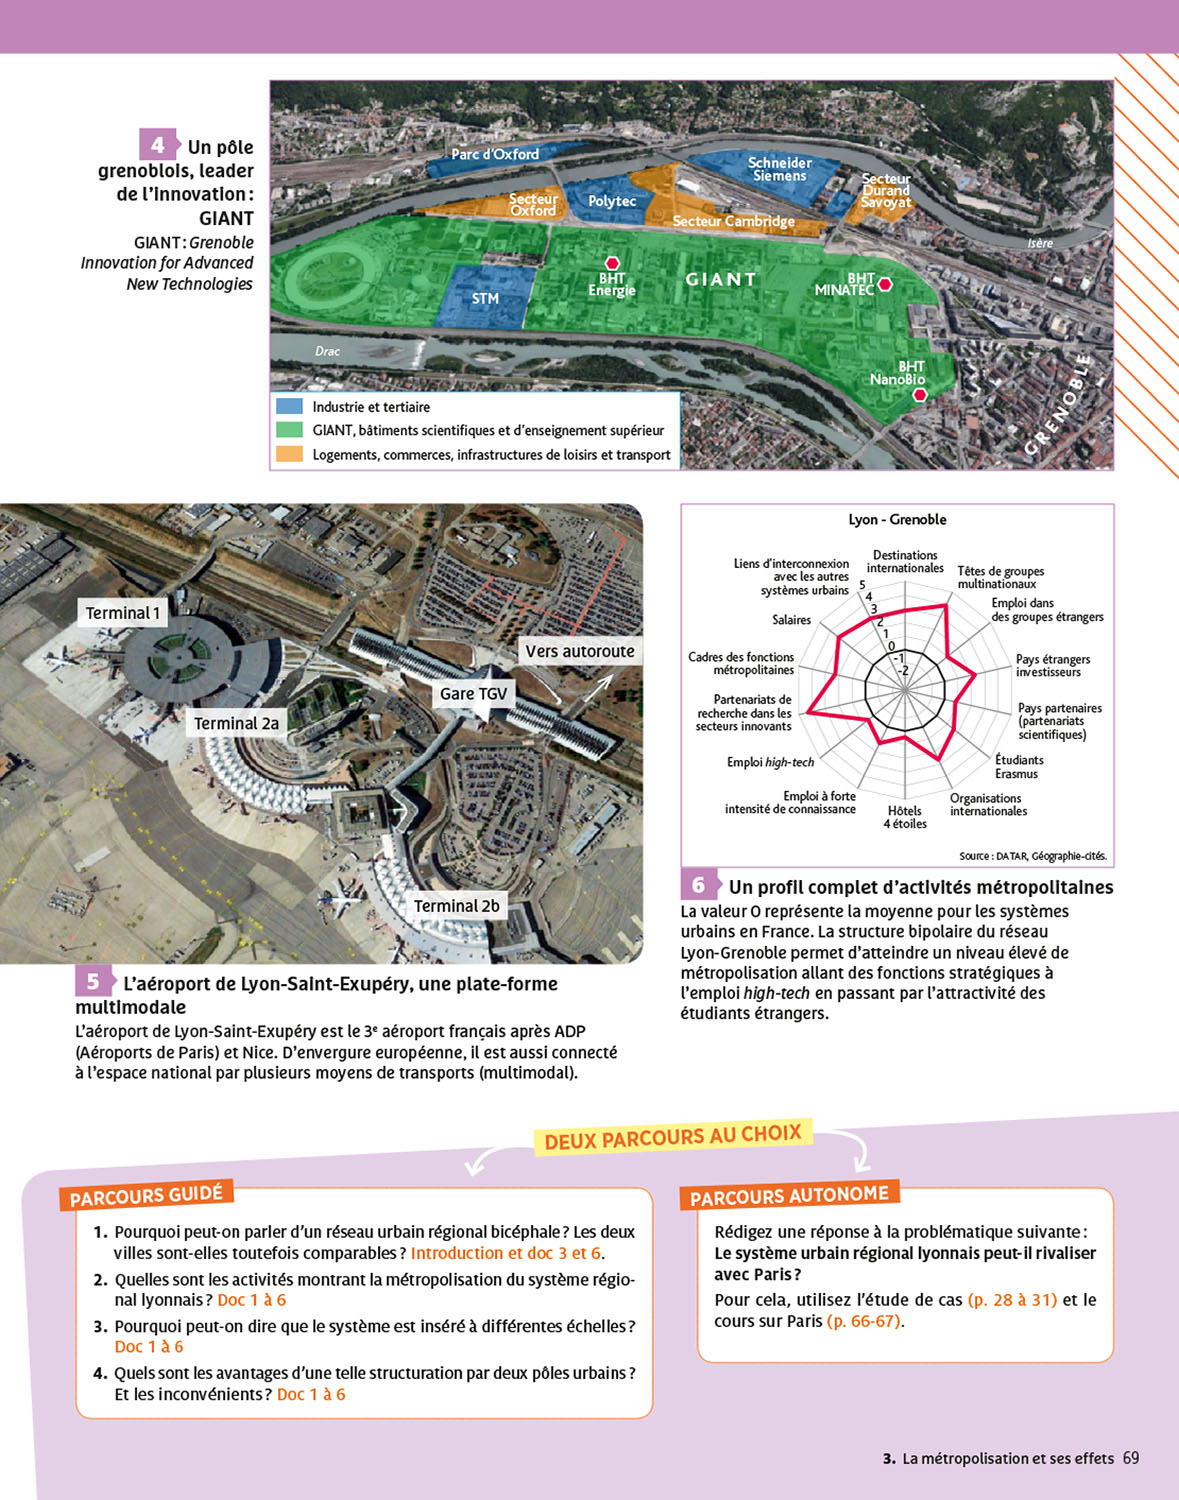 4 Un pôle
grenoblois, leader
de l'innovation :
GIANT
GIANT : Grenoble
Innovation for Advanced
New Technologies
Parc d'Oxford
Schneider
Siemens
Secteur
Durand
Savoyat
Secteur
Oxford
Polytec
Secteur Cambridge
Isère
STM
BHT
Energie
GIANT
BHT
MINATEC
Drac
BHT
NanoBio
GRENOBLE
Industrie et tertiaire
GIANT, bâtiments scientifiques et d'enseignement supérieur
Logements, commerces, infrastructures de loisirs et transport
Terminal 1
Vers autoroute
Gare TGV
Terminal 2a
Terminal 2b
5 L'aéroport de Lyon-SaInt-Exupéry, une plate-forme
multimodale
L'aéroport de Lyon-Saint-Exupéry est le 3e aéroport français après ADP
(Aéroports de Paris) et Nice. D'envergure européenne, il est aussi connecté
à l'espace national par plusieurs moyens de transports (multimodal).
Lyon - Grenoble
Destinations
internationales
Têtes de groupes
multinationaux
Emploi dans
des groupes étrangers
Pays étrangers
investisseurs
Pays partenaires
(partenariats
scientifiques)
Étudiants
Erasmus
Organisations
internationales
Hôtels
4 étoiles
Emploi à forte
intensité de connaissance
Emploi high-tech
Partenariats de
recherche dans les
secteurs innovants
Cadres des fonctions
métropolitaines
Salaires
Liens d'interconnexion
avec les autres
systèmes urbains
5
4
3
2
1
0
-1
-2
Source : DATAR, Géographie-cités.
6 Un profil complet d'activités métropolitaines
La valeur O représente la moyenne pour les systèmes
urbains en France. La structure bipolaire du réseau
Lyon-Grenoble permet d'atteindre un niveau élevé de
métropolisation allant des fonctions stratégiques à
l'emploi high-tech en passant par l'attractivité des
étudiants étrangers.
DEUX PARCOURS AU CHOIX
PARCOURS GUIDÉ
1. Pourquoi peut-on parler d'un réseau urbain régional bicéphale ? Les deux
villes sont-elles toutefois comparables ? Introduction et doc 3 et 6.
2. Quelles sont les activités montrant la métropolisation du système régio-
nal lyonnais ? Doc 1 à 6
3. Pourquoi peut-on dire que le système est inséré à différentes échelles ?
Doc 1 à 6
4. Quels sont les avantages d'une telle structuration par deux pôles urbains ?
Et les inconvénients ? Doc 1 à 6
PARCOURS AUTONOME
Rédigez une réponse à la problématique suivante :
Le système urbain régional lyonnais peut-il rivaliser
avec Paris ?
Pour cela, utilisez l'étude de cas (p. 28 à 31) et le
cours sur Paris (p. 66-67).
3. La métropolisation et ses effets 69